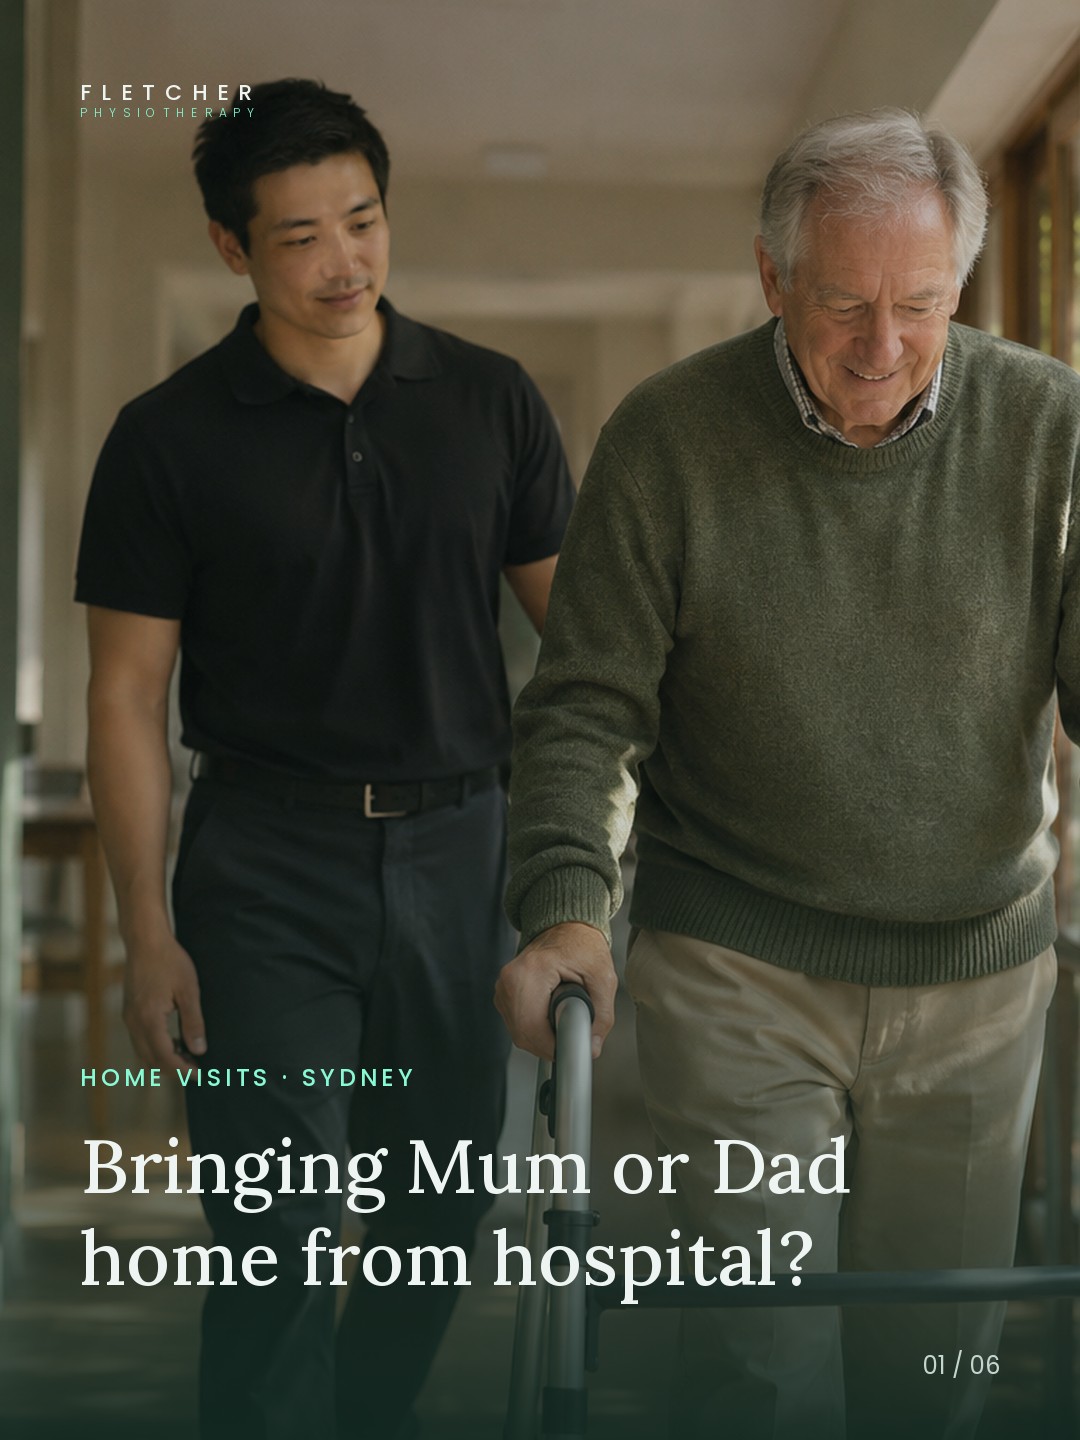 FLETCHER
PHYSIOTHERAPY
HOME VISITS · SYDNEY
Bringing Mum or Dad
home from hospital?
01 / 06